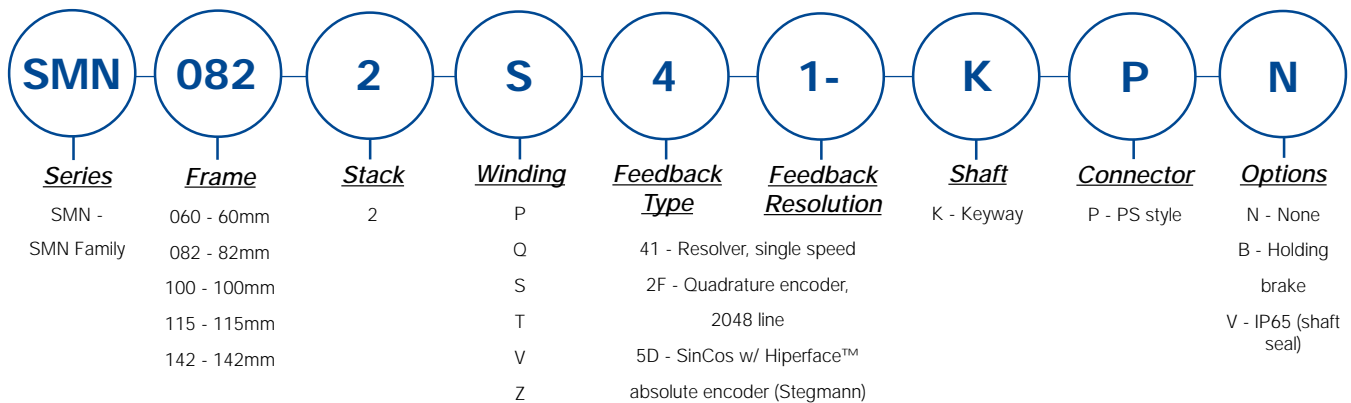 SMN 082 2 S 4 1- K P N
Series Frame Stack Winding Feedback Type Feedback Resolution Shaft Connector Options
SMN -
SMN Family
060 - 60mm
082 - 82mm
100 - 100mm
115 - 115mm
142 - 142mm
2
P
Q
S
T
V
Z
41 - Resolver, single speed
2F - Quadrature encoder,
2048 line
5D - SinCos w/ Hiperface™
absolute encoder (Stegmann)
K - Keyway
P - PS style
N - None
B - Holding
brake
V - IP65 (shaft
seal)